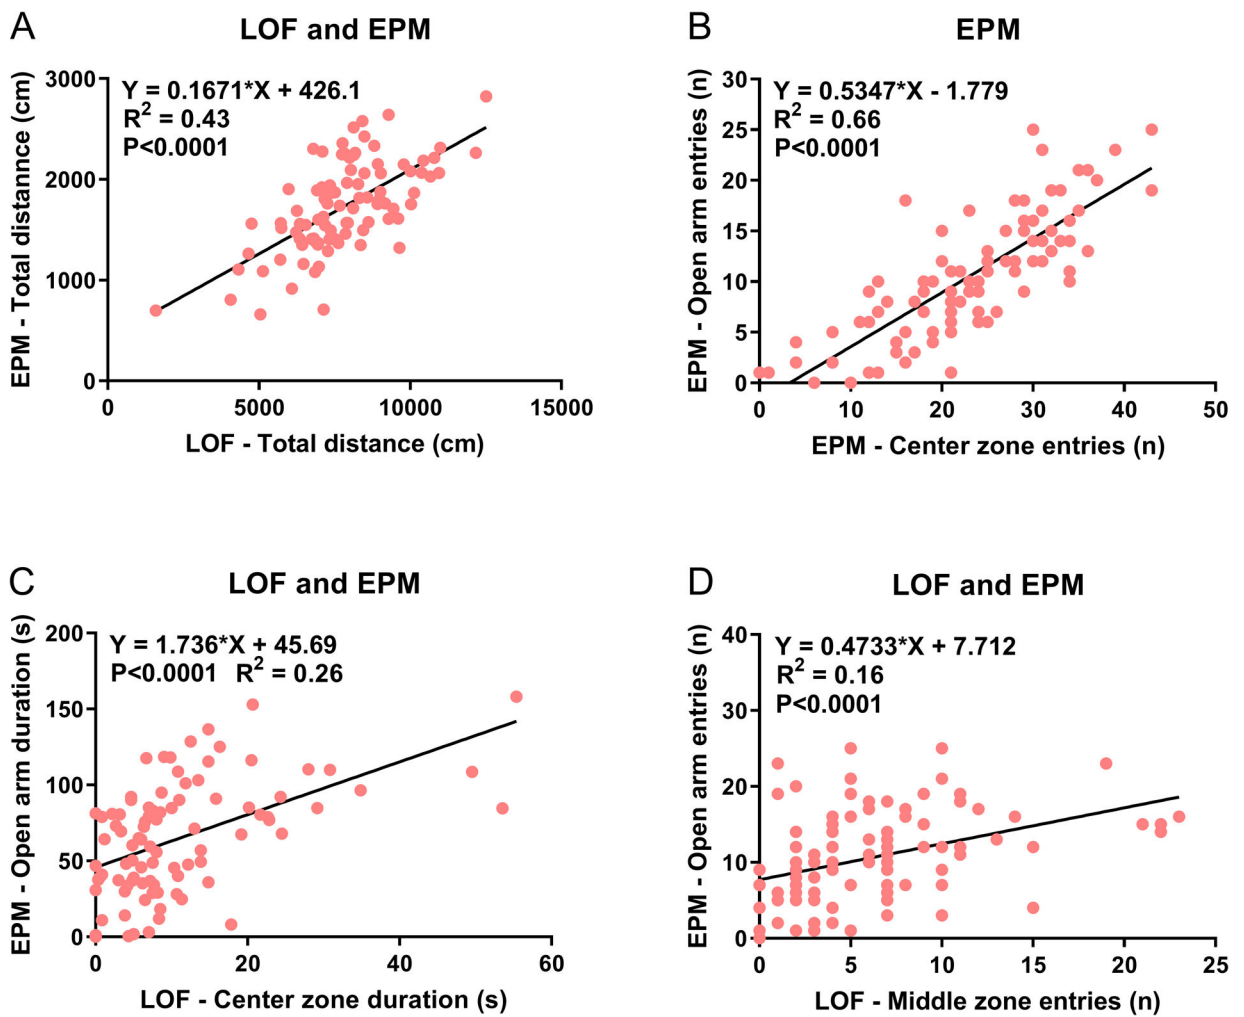 A
LOF and EPM
Y = 0.1671*X + 426.1
R² = 0.43
P<0.0001
EPM - Total distannce (cm)
3000
2000
1000
0
0 5000 10000 15000
LOF - Total distance (cm)
B
EPM
Y = 0.5347*X - 1.779
R² = 0.66
P<0.0001
EPM - Open arm entries (n)
30
25
20
15
10
5
0
0 10 20 30 40 50
EPM - Center zone entries (n)
C
LOF and EPM
Y = 1.736*X + 45.69
P<0.0001 R² = 0.26
EPM - Open arm duration (s)
200
150
100
50
0
0 20 40 60
LOF - Center zone duration (s)
D
LOF and EPM
Y = 0.4733*X + 7.712
R² = 0.16
P<0.0001
EPM - Open arm entries (n)
40
30
20
10
0
0 5 10 15 20 25
LOF - Middle zone entries (n)